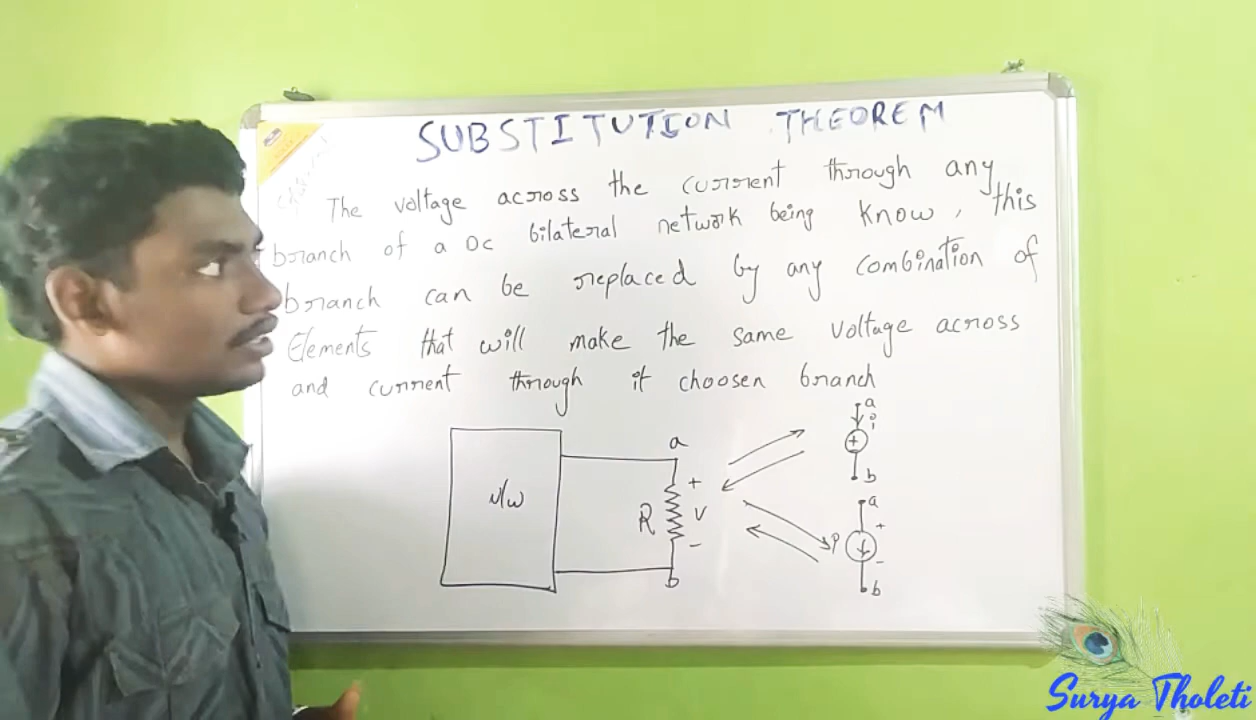 SUBSTITUTION THEOREM
The voltage across the current through any
branch of a DC bilateral network being know, this
branch can be replaced by any combination of
Elements that will make the same voltage across
and current through it choosen branch
N/W
a
+
R V
-
b
a
i
+
b
a
+
i
-
b
Surya Tholeti